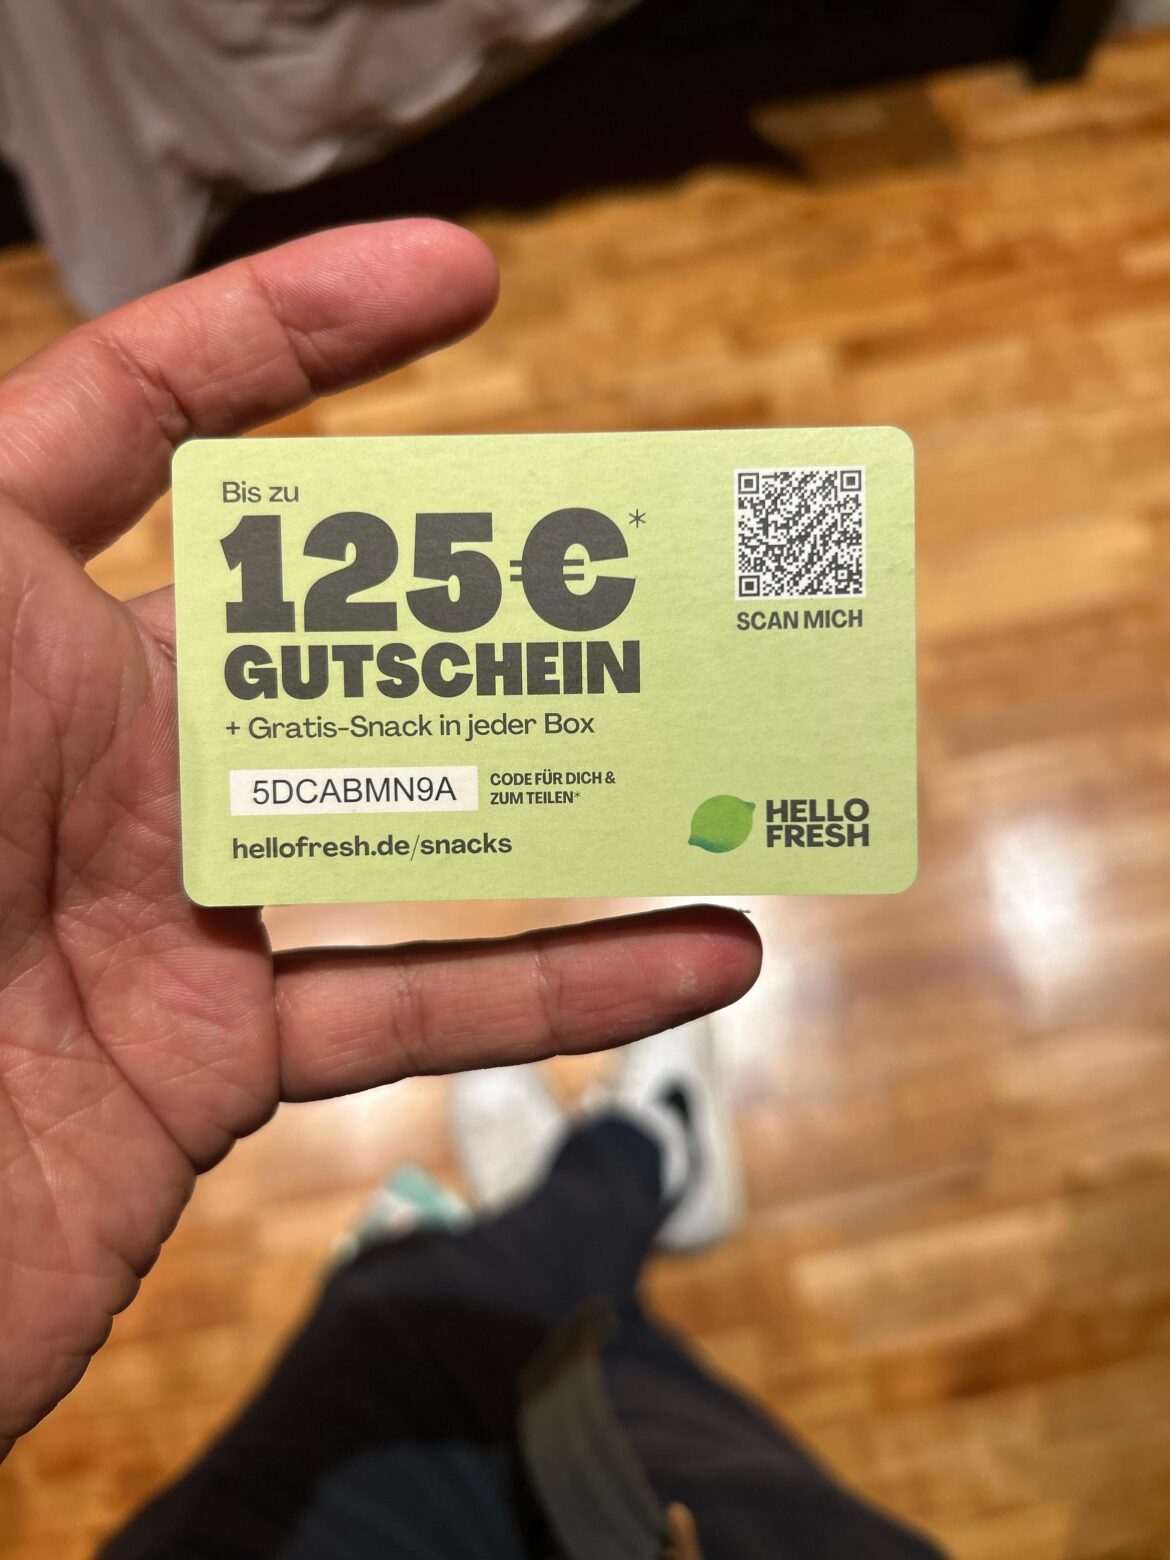 Bis zu
125€*
GUTSCHEIN
+ Gratis-Snack in jeder Box
5DCABMN9A
CODE FÜR DICH &
ZUM TEILEN*
hellofresh.de/snacks
SCAN MICH
HELLO
FRESH